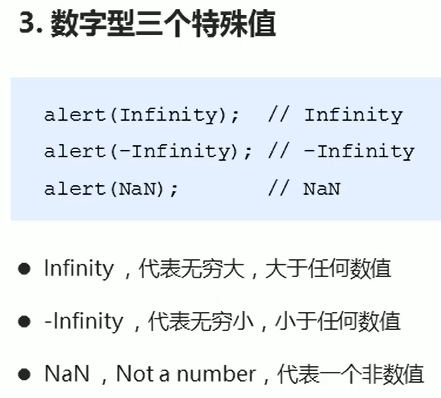 3. 数字型三个特殊值
alert(Infinity);  // Infinity
alert(-Infinity); // -Infinity
alert(NaN);       // NaN
● Infinity ，代表无穷大，大于任何数值
● -Infinity ，代表无穷小，小于任何数值
● NaN ，Not a number，代表一个非数值